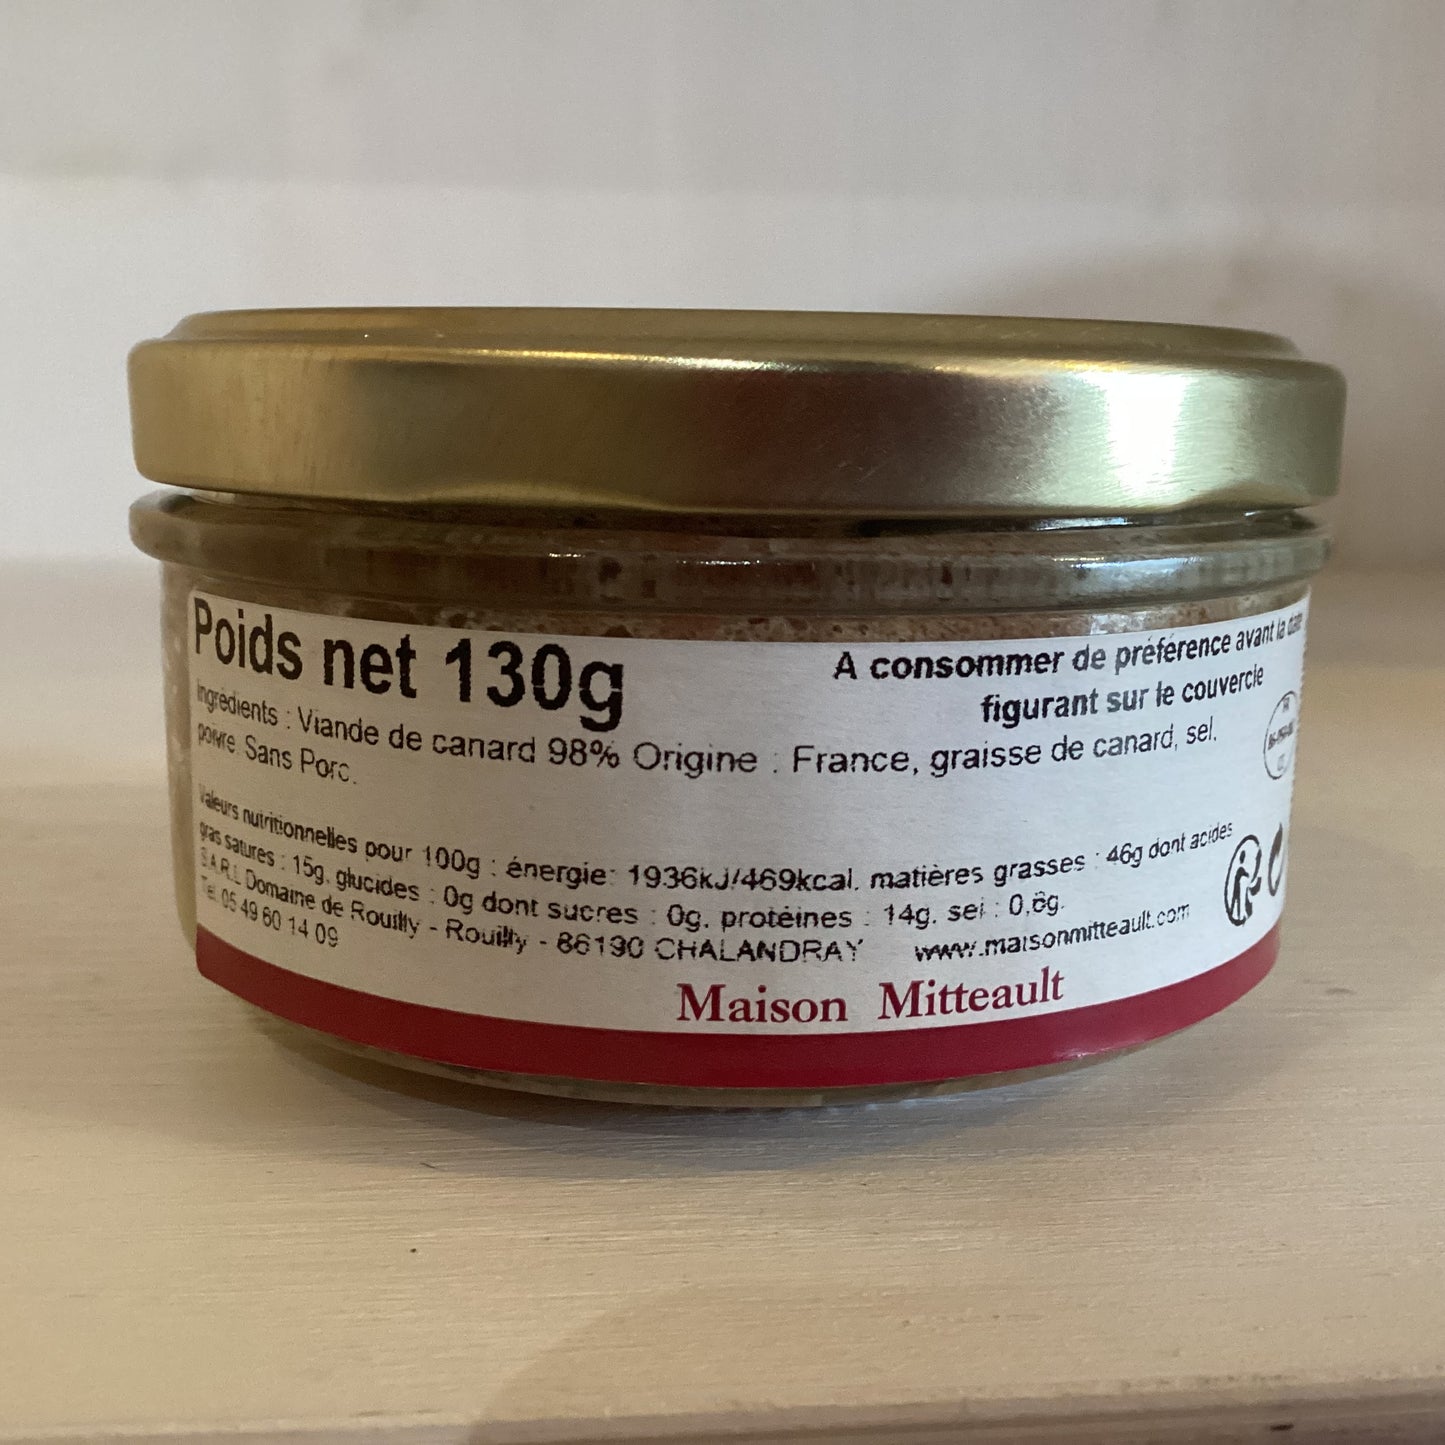 Poids net 130g
A consommer de préférence avant la date
figurant sur le couvercle
Ingrédients : Viande de canard 98% Origine : France, graisse de canard, sel,
poivre Sans Porc.
Valeurs nutritionnelles pour 100g : énergie: 1936kJ/469kcal. matières grasses : 46g dont acides
gras saturés : 15g. glucides : 0g dont sucres : 0g. protéines : 14g. sel : 0,6g.
S.A.R.L Domaine de Rouilly - Rouilly - 86190 CHALANDRAY www.maisonmitteault.com
Tel. 05 49 60 14 09
Maison Mitteault